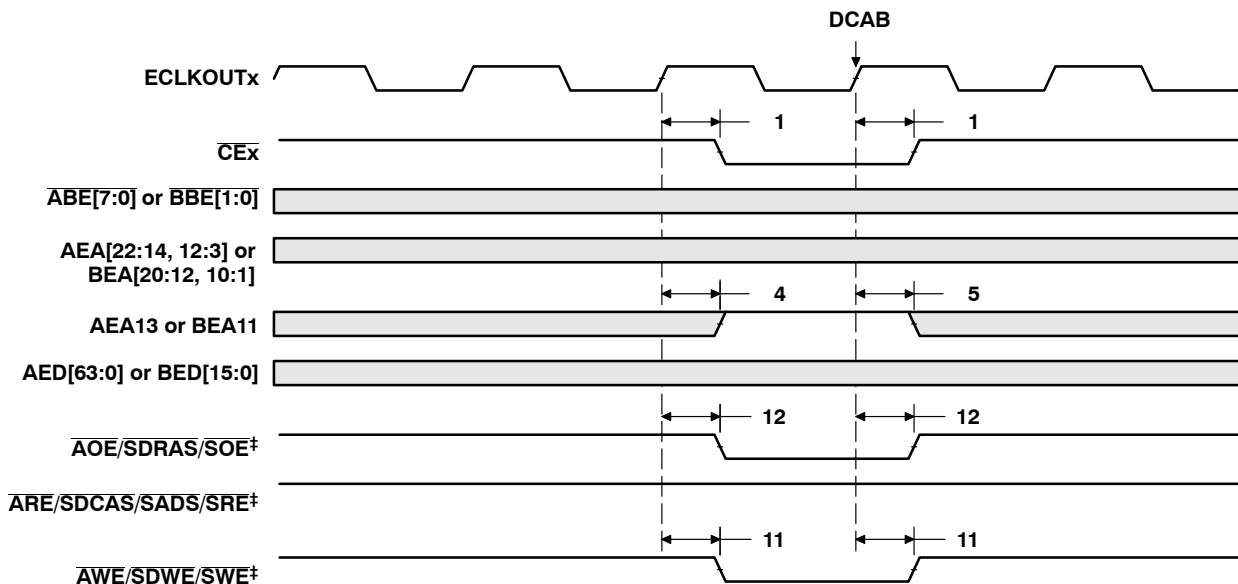 DCAB
ECLKOUTx
1 1
CEx
ABE[7:0] or BBE[1:0]
AEA[22:14, 12:3] or
BEA[20:12, 10:1]
4 5
AEA13 or BEA11
AED[63:0] or BED[15:0]
12 12
AOE/SDRAS/SOE‡
ARE/SDCAS/SADS/SRE‡
11 11
AWE/SDWE/SWE‡